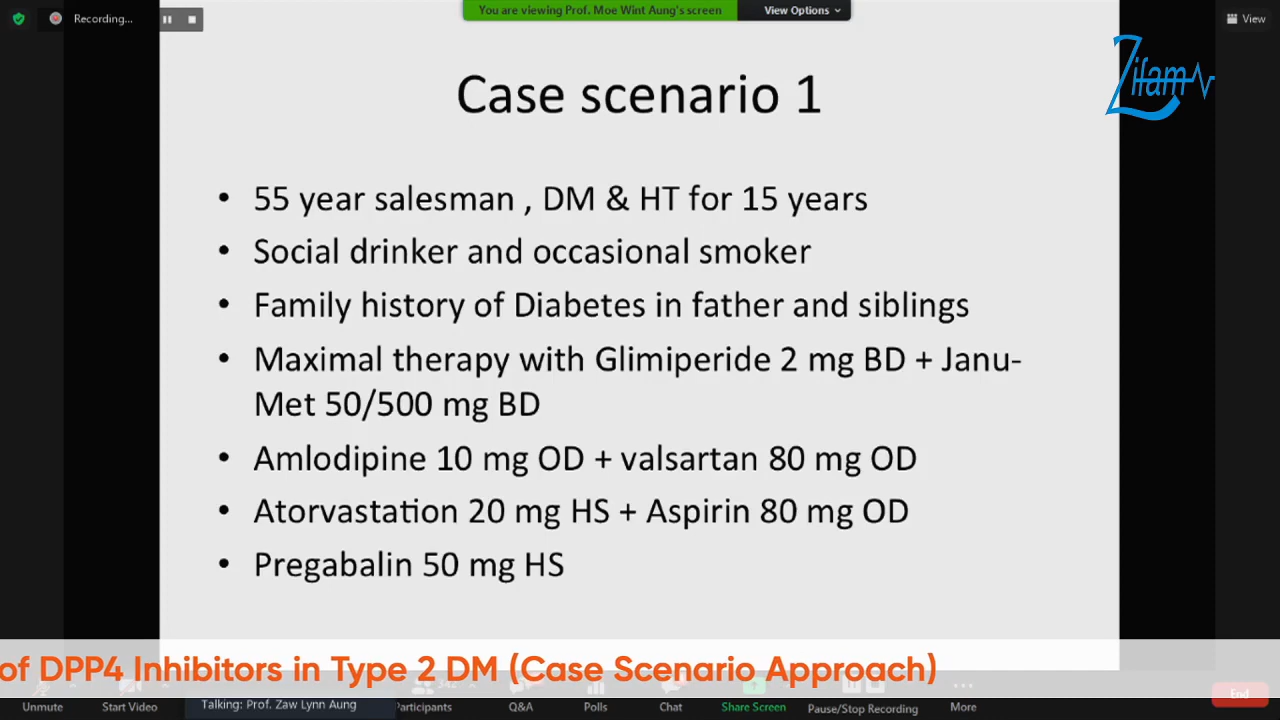 Recording...
You are viewing Prof. Moe Wint Aung's screen
View Options
View
Zifam
Case scenario 1
• 55 year salesman , DM & HT for 15 years
• Social drinker and occasional smoker
• Family history of Diabetes in father and siblings
• Maximal therapy with Glimiperide 2 mg BD + Janu-
Met 50/500 mg BD
• Amlodipine 10 mg OD + valsartan 80 mg OD
• Atorvastation 20 mg HS + Aspirin 80 mg OD
• Pregabalin 50 mg HS
of DPP4 Inhibitors in Type 2 DM (Case Scenario Approach)
Unmute
Start Video
Talking: Prof. Zaw Lynn Aung
Participants
Q&A
Polls
Chat
Share Screen
Pause/Stop Recording
More
End